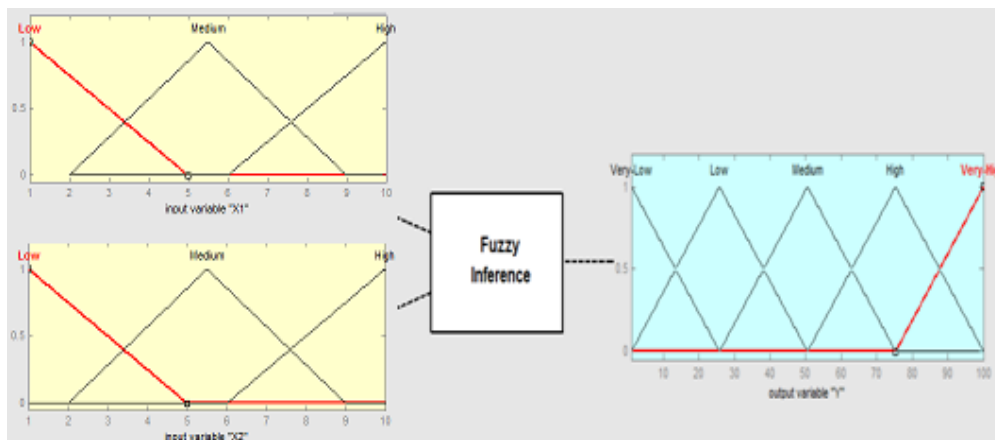 Low Medium High
1
0.5
0
1 2 3 4 5 6 7 8 9 10
input variable "X1"
Low Medium High
1
0.5
0
1 2 3 4 5 6 7 8 9 10
input variable "X2"
Fuzzy
Inference
Very-Low Low Medium High Very-Hi
1
0.5
0
10 20 30 40 50 60 70 80 90 100
output variable "Y"